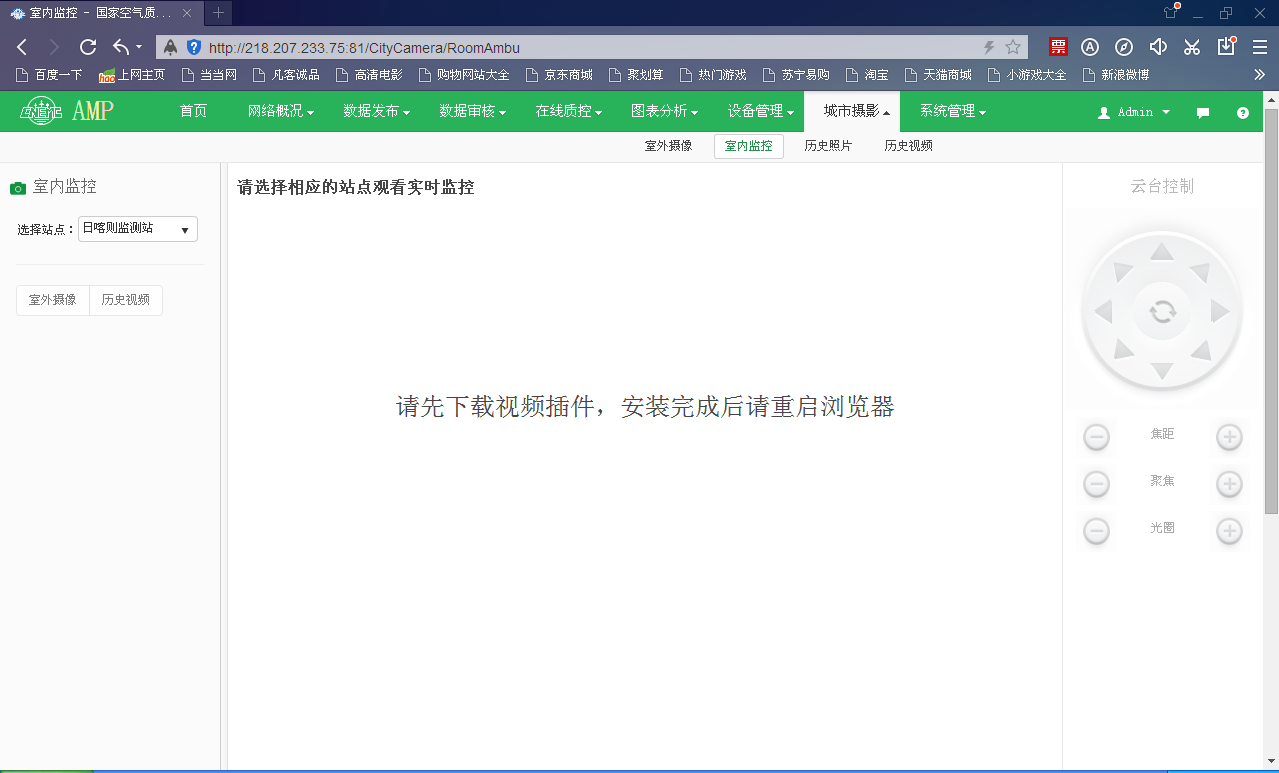 室内监控 - 国家空气质...
http://218.207.233.75:81/CityCamera/RoomAmbu
票
百度一下 上网主页 当当网 凡客诚品 高清电影 购物网站大全 京东商城 聚划算 热门游戏 苏宁易购 淘宝 天猫商城 小游戏大全 新浪微博
AMP 首页 网络概况 数据发布 数据审核 在线质控 图表分析 设备管理 城市摄影 系统管理 Admin
室外摄像 室内监控 历史照片 历史视频
室内监控
选择站点：日喀则监测站
室外摄像 历史视频
请选择相应的站点观看实时监控
请先下载视频插件，安装完成后请重启浏览器
云台控制
焦距
聚焦
光圈